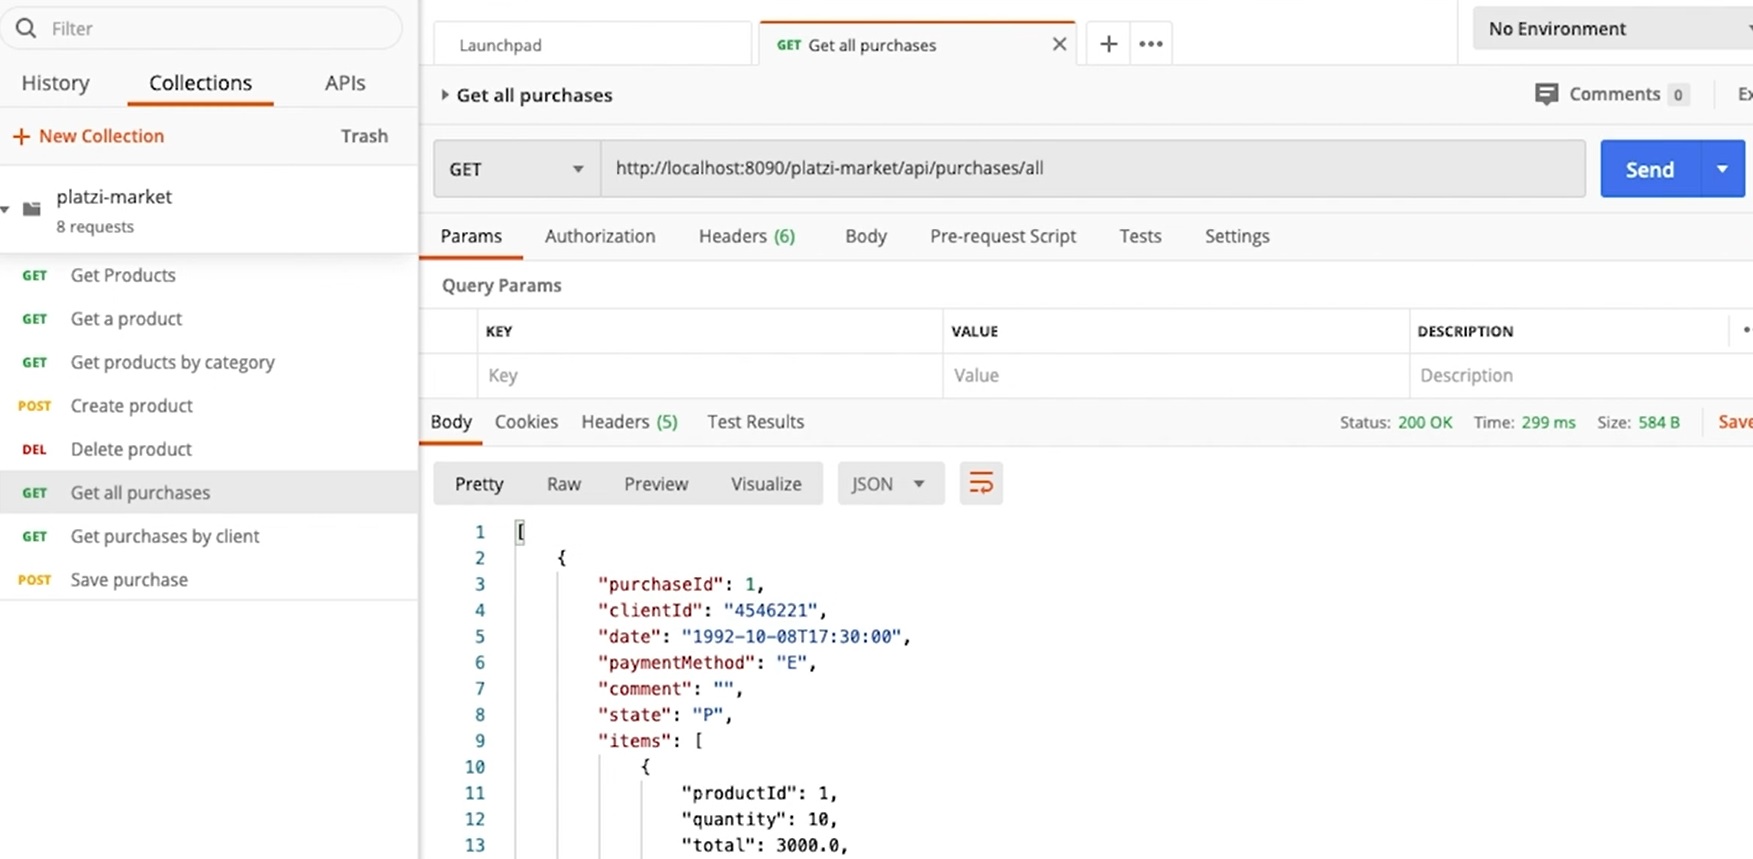 Filter
History Collections APIs
+ New Collection Trash
platzi-market
8 requests
GET Get Products
GET Get a product
GET Get products by category
POST Create product
DEL Delete product
GET Get all purchases
GET Get purchases by client
POST Save purchase
Launchpad GET Get all purchases
No Environment
Get all purchases
Comments 0
GET http://localhost:8090/platzi-market/api/purchases/all Send
Params Authorization Headers (6) Body Pre-request Script Tests Settings
Query Params
KEY VALUE DESCRIPTION
Key Value Description
Body Cookies Headers (5) Test Results Status: 200 OK Time: 299 ms Size: 584 B Save
Pretty Raw Preview Visualize JSON
1 [
2 {
3 "purchaseId": 1,
4 "clientId": "4546221",
5 "date": "1992-10-08T17:30:00",
6 "paymentMethod": "E",
7 "comment": "",
8 "state": "P",
9 "items": [
10 {
11 "productId": 1,
12 "quantity": 10,
13 "total": 3000.0,